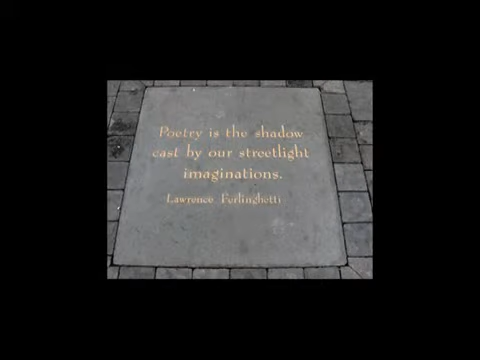 Poetry is the shadow
cast by our streetlight
imaginations.
Lawrence Ferlinghetti